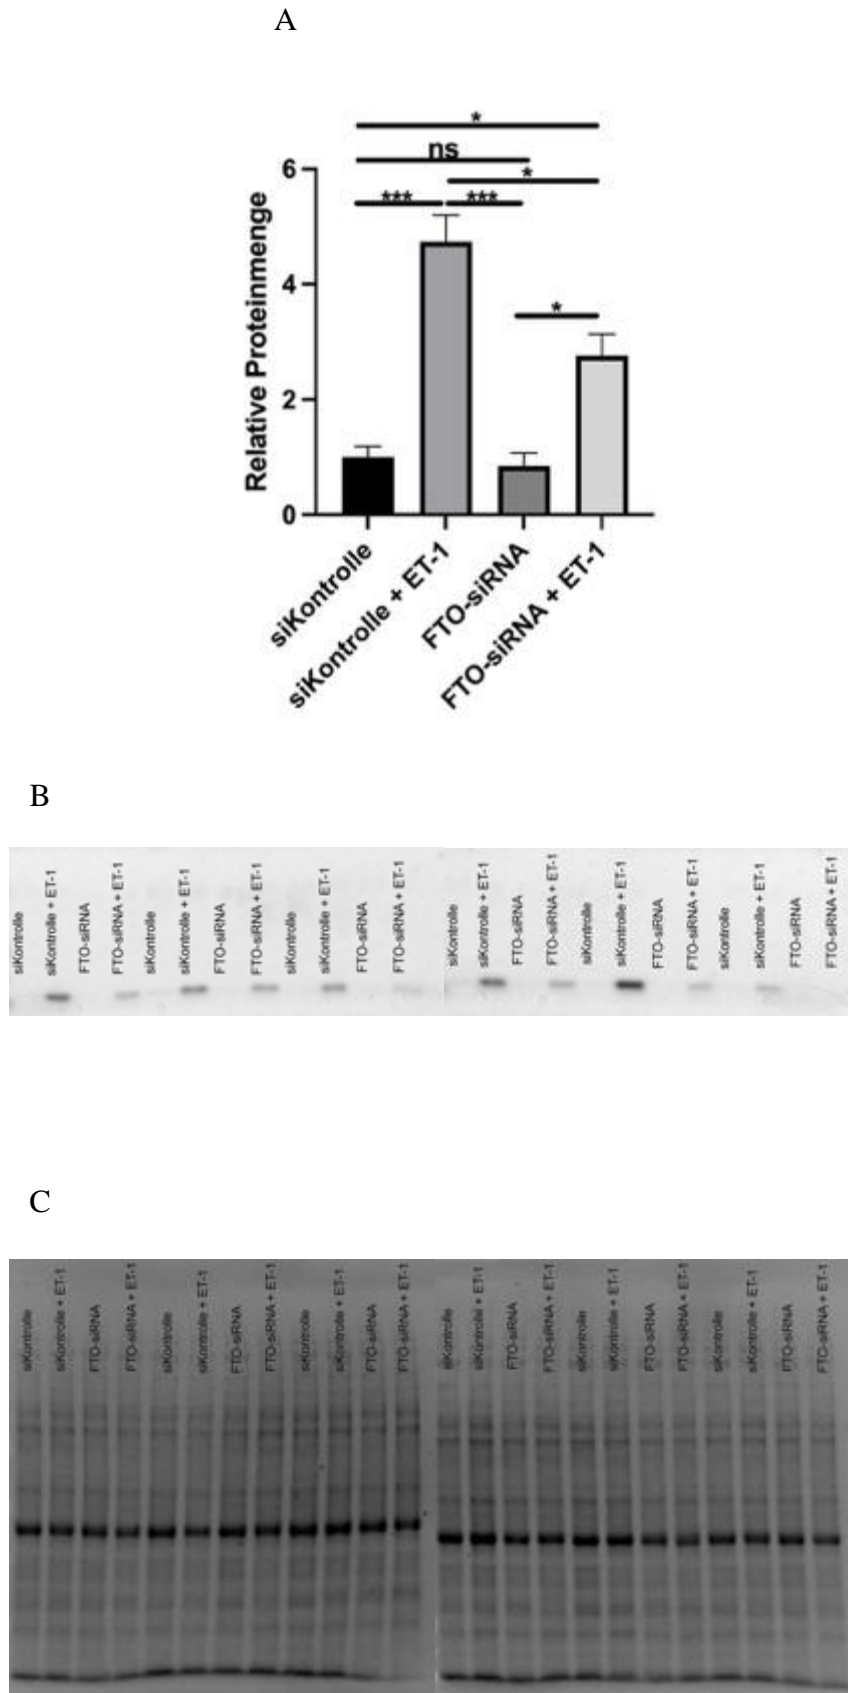 A
*
ns
*
*** ***
*
6
4
2
0
Relative Proteinmenge
siKontrolle
siKontrolle + ET-1
FTO-siRNA
FTO-siRNA + ET-1
B
siKontrolle
siKontrolle + ET-1
FTO-siRNA
FTO-siRNA + ET-1
siKontrolle
siKontrolle + ET-1
FTO-siRNA
FTO-siRNA + ET-1
siKontrolle
siKontrolle + ET-1
FTO-siRNA
FTO-siRNA + ET-1
siKontrolle
siKontrolle + ET-1
FTO-siRNA
FTO-siRNA + ET-1
siKontrolle
siKontrolle + ET-1
FTO-siRNA
FTO-siRNA + ET-1
siKontrolle
siKontrolle + ET-1
FTO-siRNA
FTO-siRNA + ET-1
C
siKontrolle
siKontrolle + ET-1
FTO-siRNA
FTO-siRNA + ET-1
siKontrolle
siKontrolle + ET-1
FTO-siRNA
FTO-siRNA + ET-1
siKontrolle
siKontrolle + ET-1
FTO-siRNA
FTO-siRNA + ET-1
siKontrolle
siKontrolle + ET-1
FTO-siRNA
FTO-siRNA + ET-1
siKontrolle
siKontrolle + ET-1
FTO-siRNA
FTO-siRNA + ET-1
siKontrolle
siKontrolle + ET-1
FTO-siRNA
FTO-siRNA + ET-1